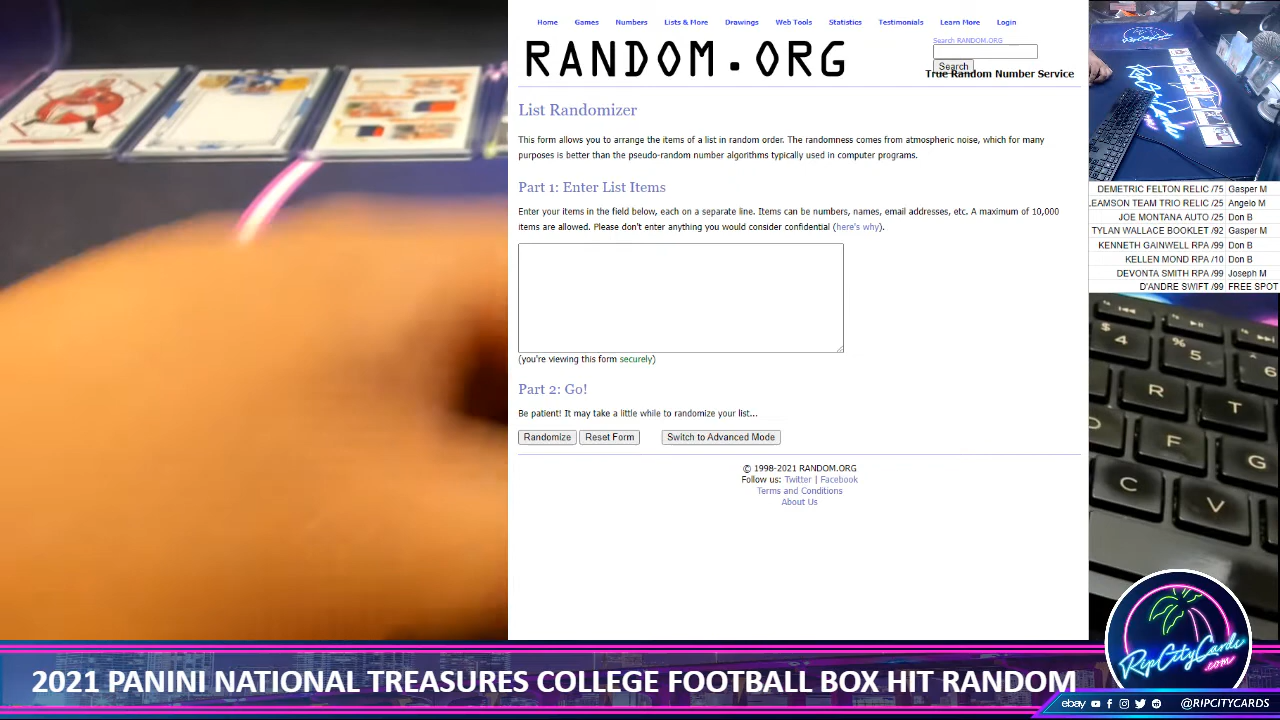 Home Games Numbers Lists & More Drawings Web Tools Statistics Testimonials Learn More Login
RANDOM.ORG
Search RANDOM.ORG
Search
True Random Number Service
List Randomizer
This form allows you to arrange the items of a list in random order. The randomness comes from atmospheric noise, which for many
purposes is better than the pseudo-random number algorithms typically used in computer programs.
Part 1: Enter List Items
Enter your items in the field below, each on a separate line. Items can be numbers, names, email addresses, etc. A maximum of 10,000
items are allowed. Please don't enter anything you would consider confidential (here's why).
(you're viewing this form securely)
Part 2: Go!
Be patient! It may take a little while to randomize your list...
Randomize Reset Form Switch to Advanced Mode
© 1998-2021 RANDOM.ORG
Follow us: Twitter | Facebook
Terms and Conditions
About Us
DEMETRIC FELTON RELIC /75 Gasper M
EAMSON TEAM TRIO RELIC /25 Angelo M
JOE MONTANA AUTO /25 Don B
TYLAN WALLACE BOOKLET /92 Gasper M
KENNETH GAINWELL RPA /99 Don B
KELLEN MOND RPA /10 Don B
DEVONTA SMITH RPA /99 Joseph M
D'ANDRE SWIFT /99 FREE SPOT
$ 4 % 5 6
R T
D F G
C V
RipCityCards
.com
2021 PANINI NATIONAL TREASURES COLLEGE FOOTBALL BOX HIT RANDOM
ebay @RIPCITYCARDS